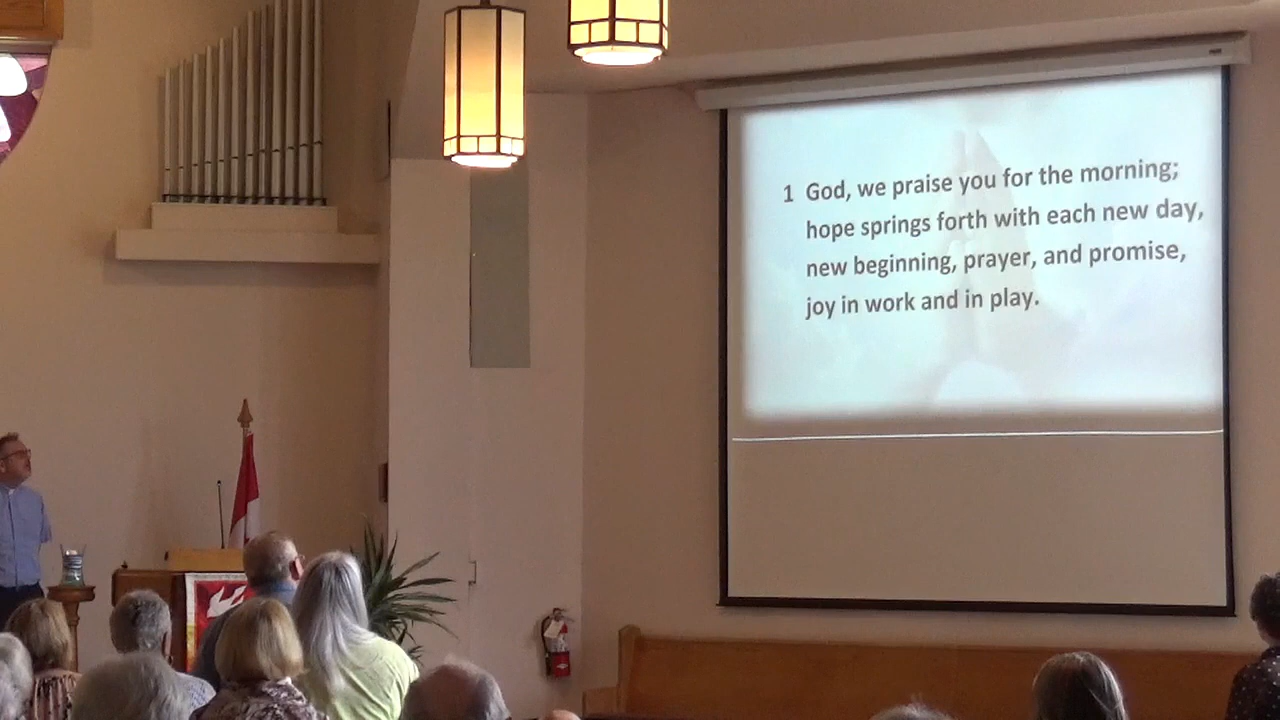 1 God, we praise you for the morning;
hope springs forth with each new day,
new beginning, prayer, and promise,
joy in work and in play.